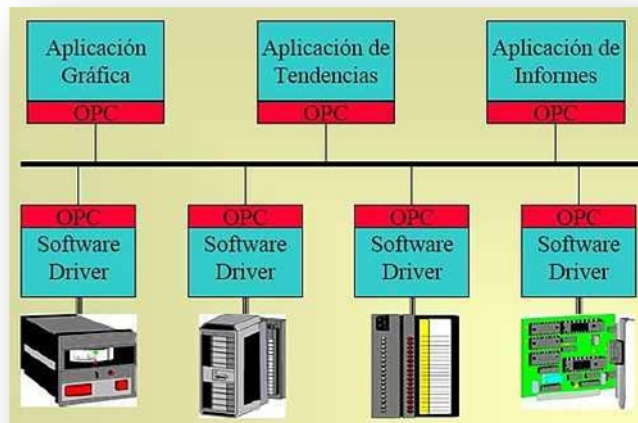 Aplicación
Gráfica
OPC
Aplicación de
Tendencias
OPC
Aplicación de
Informes
OPC
OPC
Software
Driver
OPC
Software
Driver
OPC
Software
Driver
OPC
Software
Driver